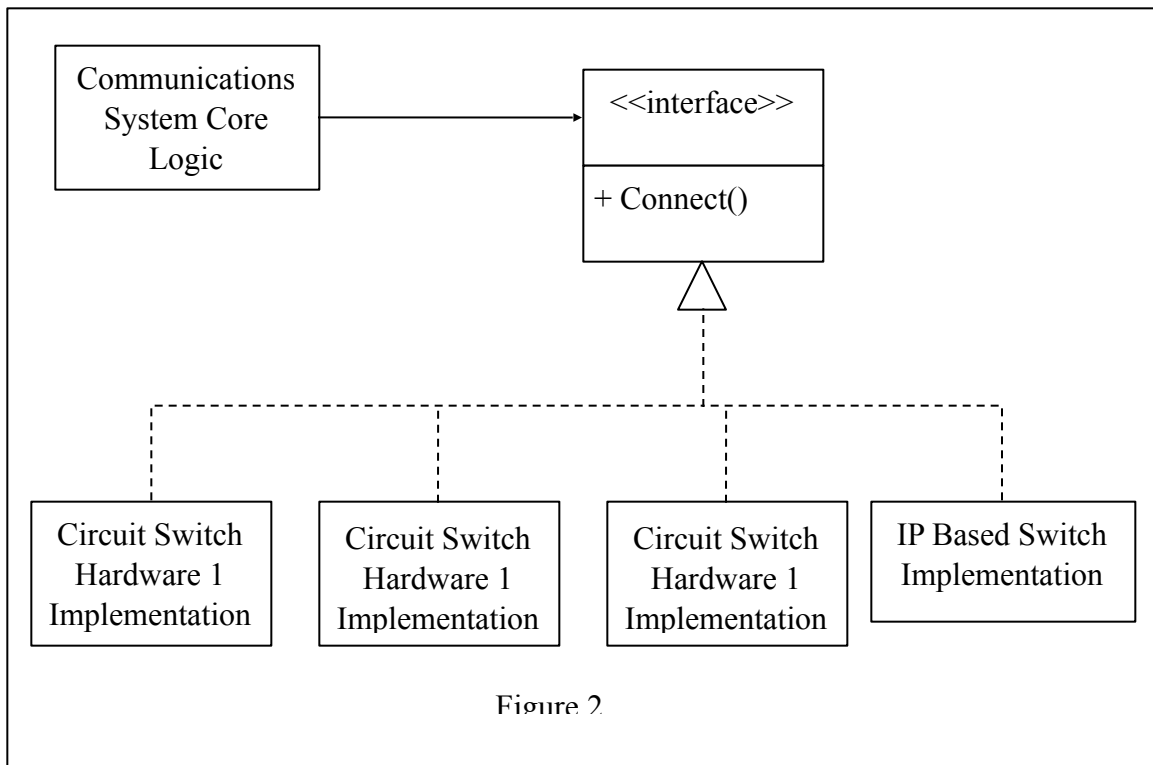 Communications
System Core
Logic
<<interface>>
+ Connect()
Circuit Switch
Hardware 1
Implementation
Circuit Switch
Hardware 1
Implementation
Circuit Switch
Hardware 1
Implementation
IP Based Switch
Implementation
Figure 2